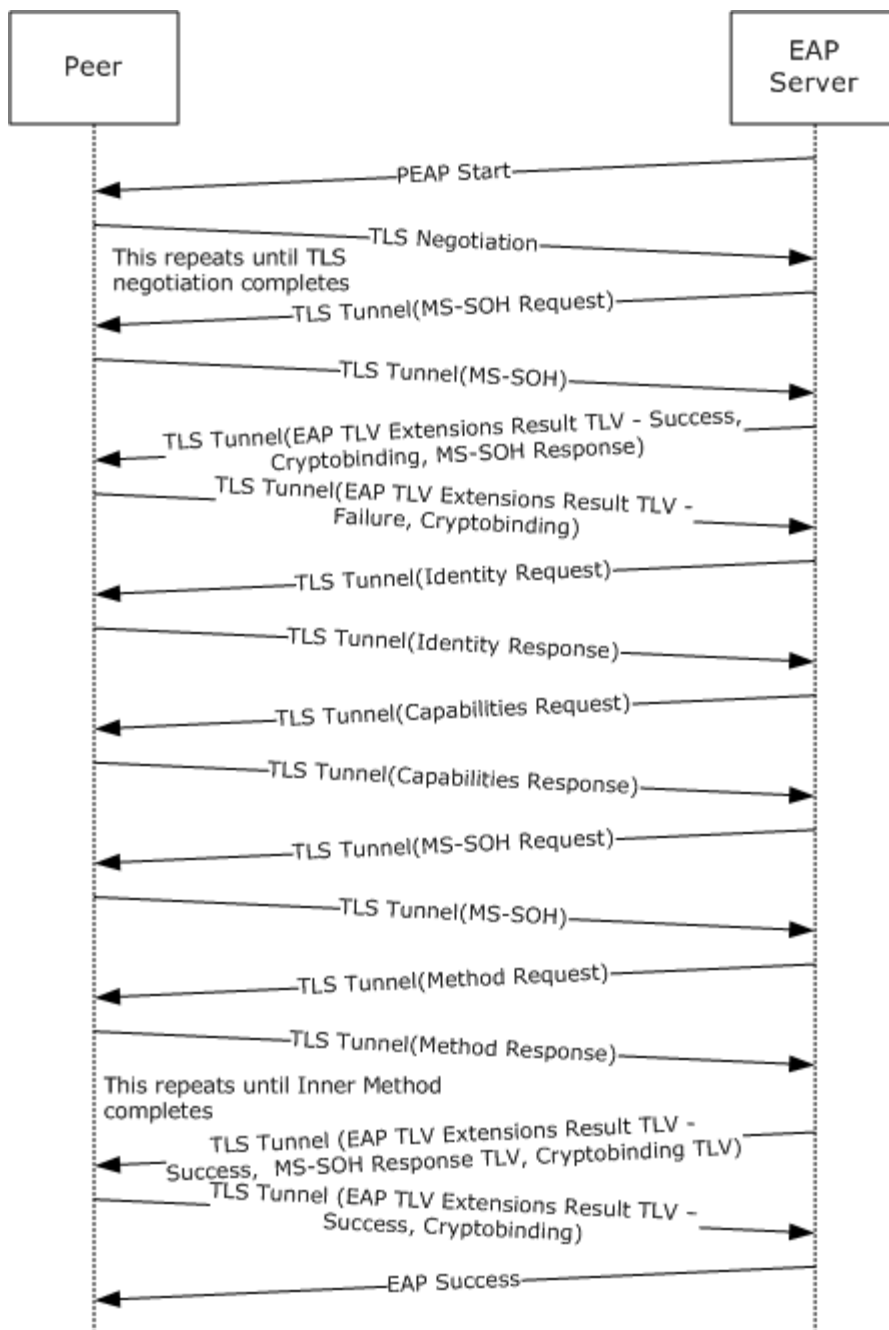 Peer
EAP
Server
PEAP Start
TLS Negotiation
This repeats until TLS
negotiation completes
TLS Tunnel(MS-SOH Request)
TLS Tunnel(MS-SOH)
TLS Tunnel(EAP TLV Extensions Result TLV - Success,
Cryptobinding, MS-SOH Response)
TLS Tunnel(EAP TLV Extensions Result TLV -
Failure, Cryptobinding)
TLS Tunnel(Identity Request)
TLS Tunnel(Identity Response)
TLS Tunnel(Capabilities Request)
TLS Tunnel(Capabilities Response)
TLS Tunnel(MS-SOH Request)
TLS Tunnel(MS-SOH)
TLS Tunnel(Method Request)
TLS Tunnel(Method Response)
This repeats until Inner Method
completes
TLS Tunnel (EAP TLV Extensions Result TLV -
Success, MS-SOH Response TLV, Cryptobinding TLV)
TLS Tunnel (EAP TLV Extensions Result TLV –
Success, Cryptobinding)
EAP Success